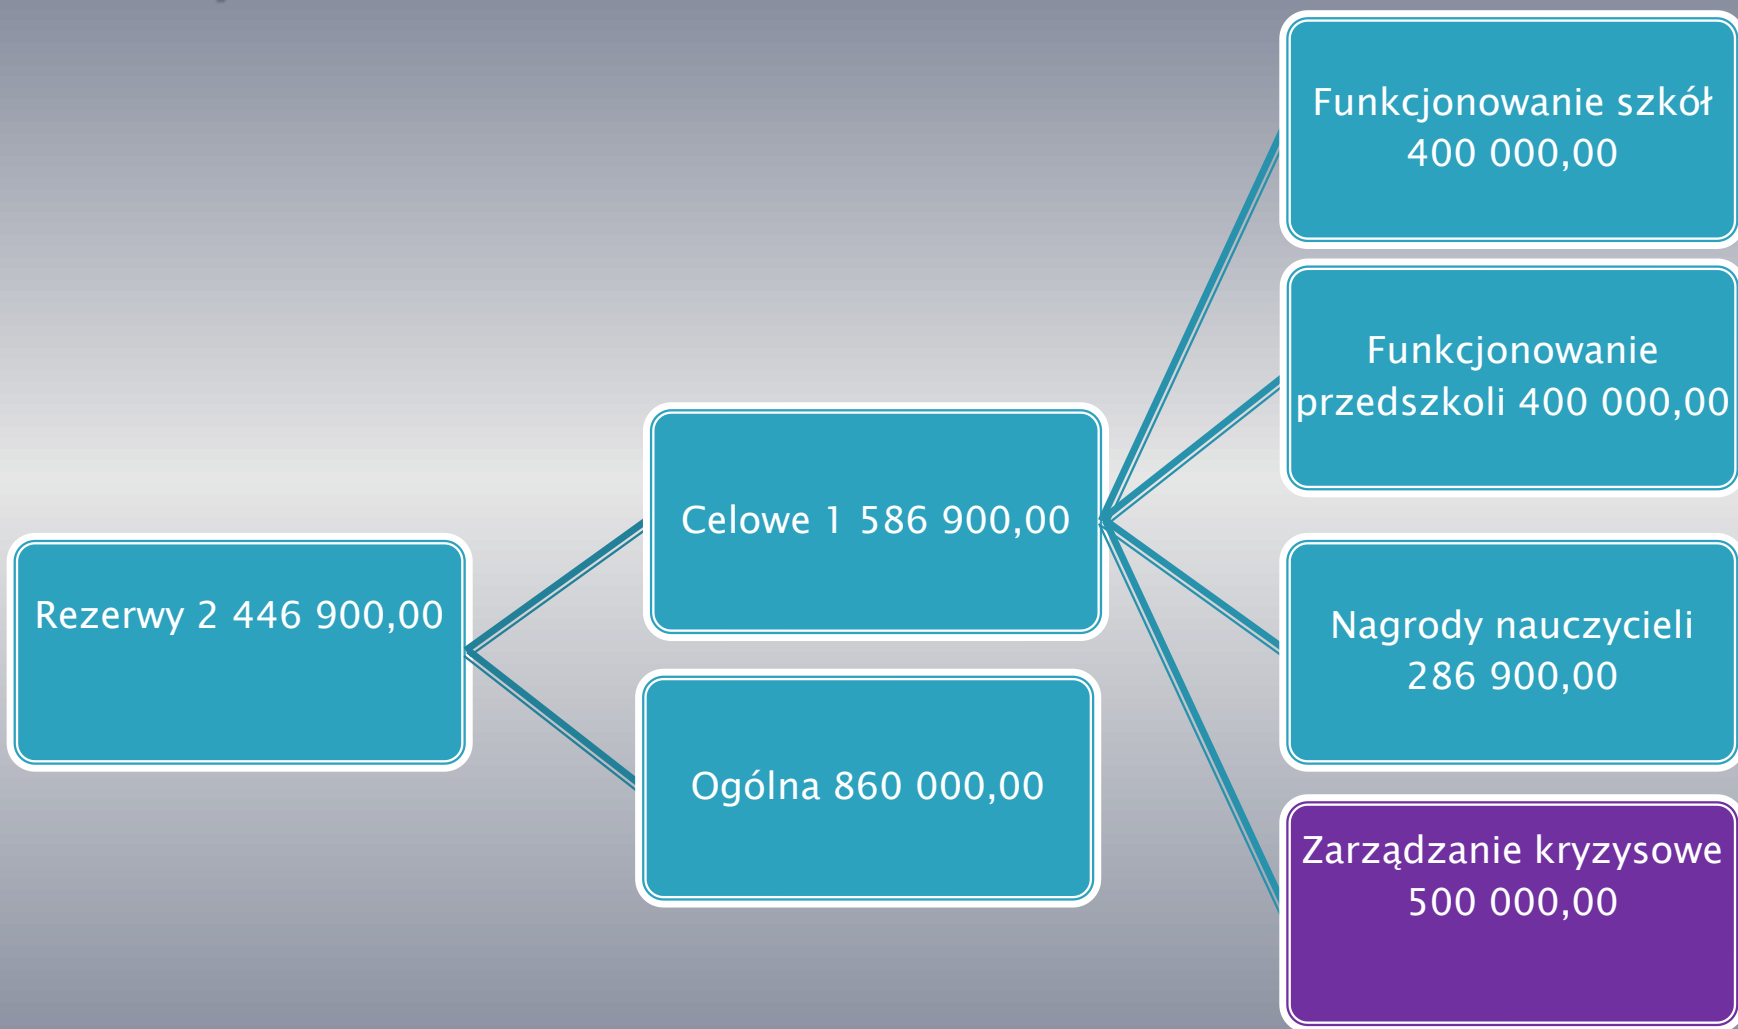 Rezerwy 2 446 900,00
Celowe 1 586 900,00
Ogólna 860 000,00
Funkcjonowanie szkół
400 000,00
Funkcjonowanie
przedszkoli 400 000,00
Nagrody nauczycieli
286 900,00
Zarządzanie kryzysowe
500 000,00